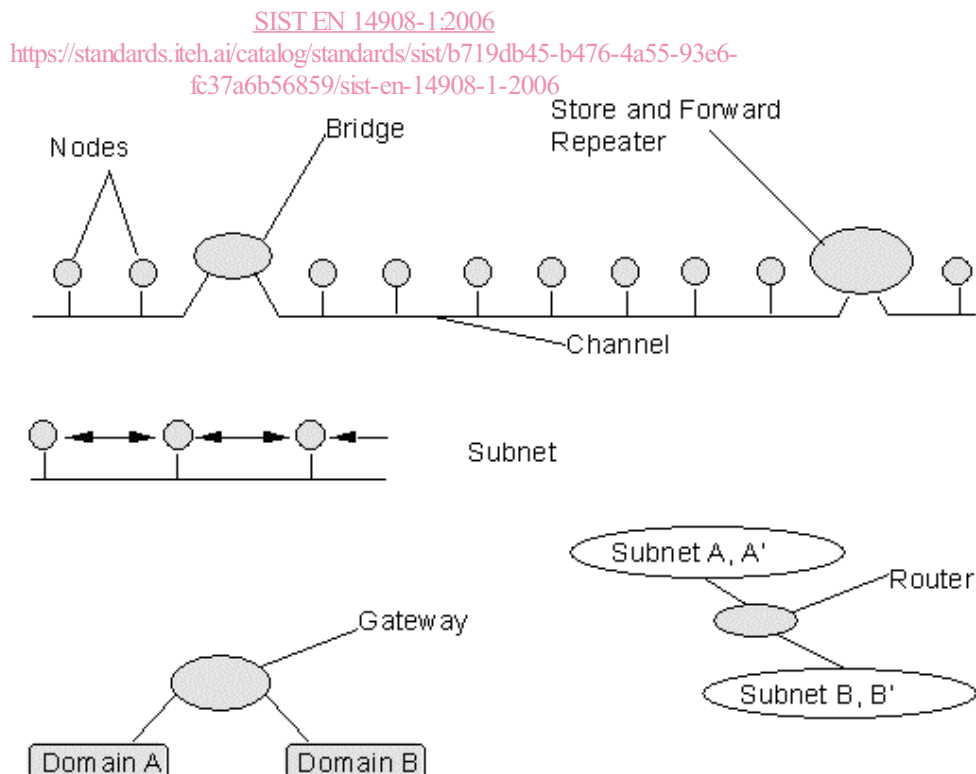 SIST EN 14908-1:2006
https://standards.iteh.ai/catalog/standards/sist/b719db45-b476-4a55-93e6-
fc37a6b56859/sist-en-14908-1-2006
Nodes
Bridge
Store and Forward
Repeater
Channel
Subnet
Subnet A, A'
Router
Gateway
Subnet B, B'
Domain A
Domain B